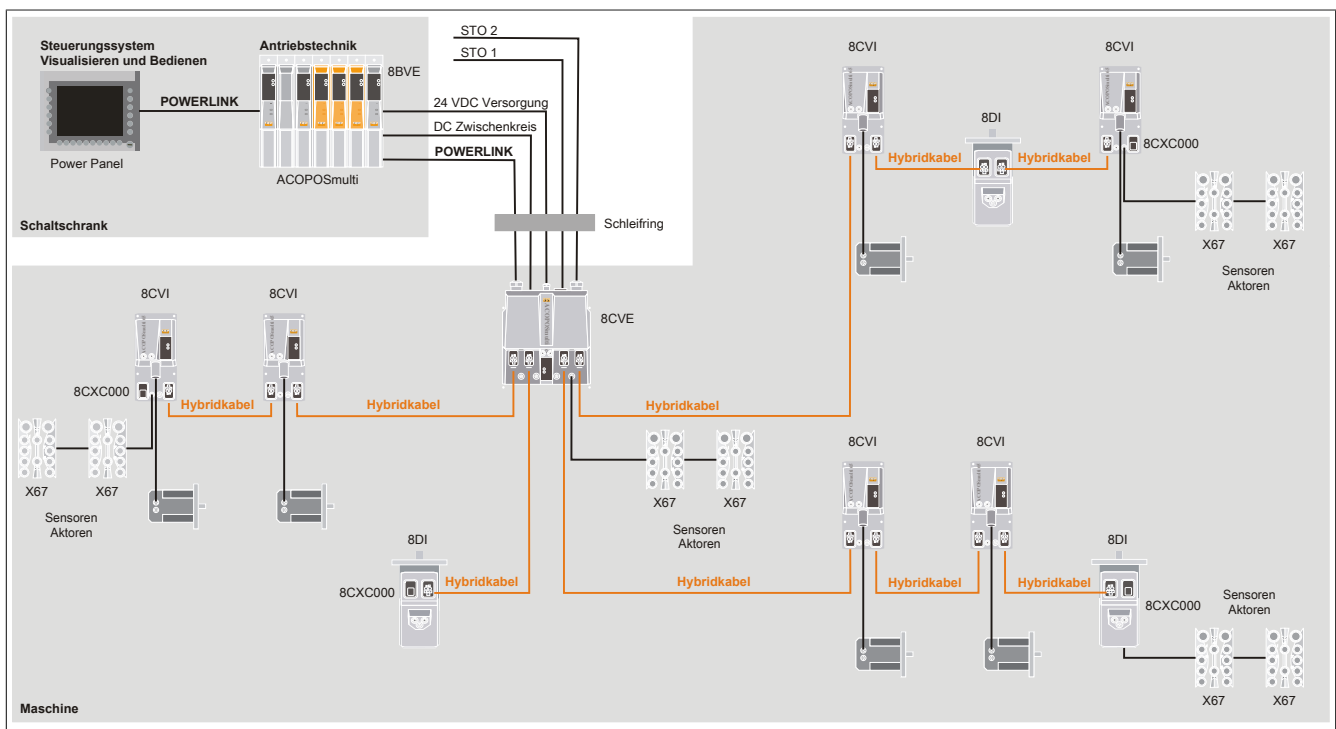 Steuerungssystem
Visualisieren und Bedienen
Antriebstechnik
8BVE
POWERLINK
Power Panel
ACOPOSmulti
Schaltschrank
STO 2
STO 1
24 VDC Versorgung
DC Zwischenkreis
POWERLINK
Schleifring
8CVE
8CVI
8CVI
8DI
8CXC000
Hybridkabel
Hybridkabel
X67
X67
Sensoren
Aktoren
8CVI
8CVI
8CXC000
Hybridkabel
Hybridkabel
Hybridkabel
X67
X67
Sensoren
Aktoren
X67
X67
Sensoren
Aktoren
8DI
8CXC000
Hybridkabel
Hybridkabel
8CVI
8CVI
Hybridkabel
Hybridkabel
8DI
8CXC000
Sensoren
Aktoren
X67
X67
Maschine